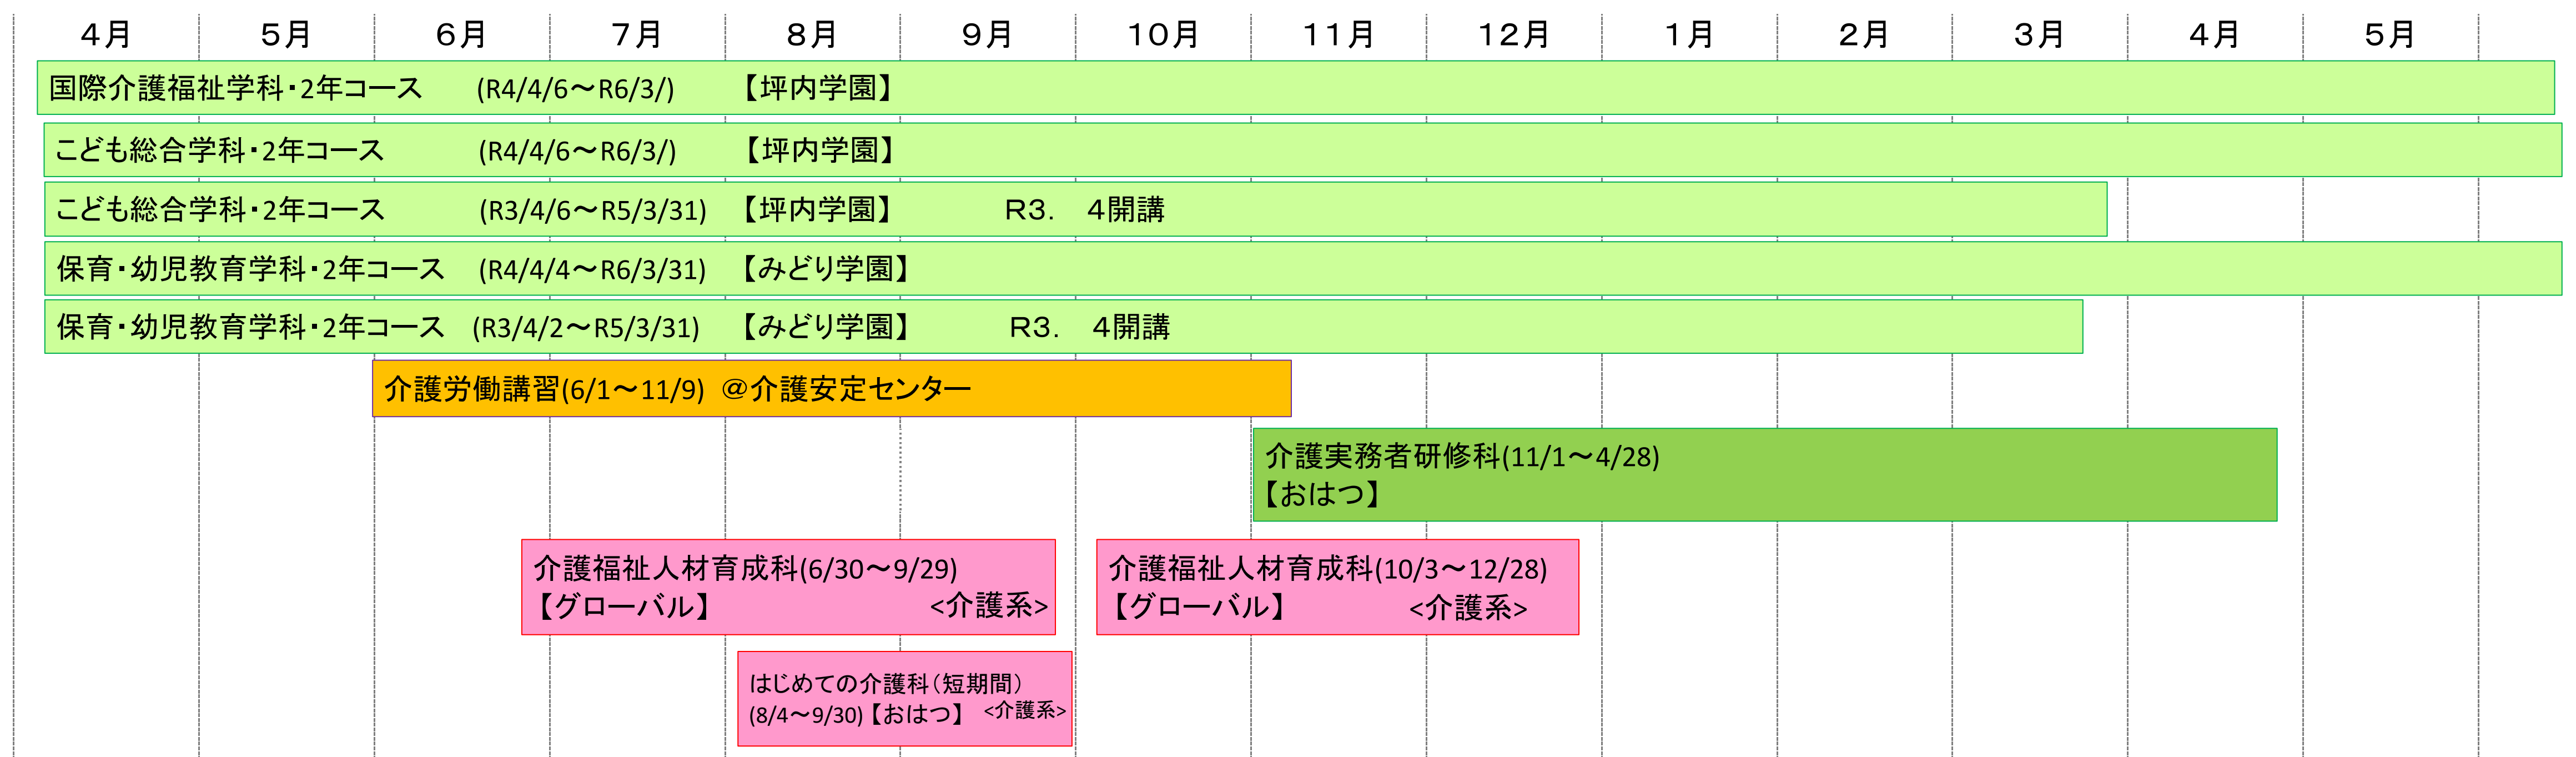 ４月 ５月 ６月 ７月 ８月 ９月 １０月 １１月 １２月 １月 ２月 ３月 ４月 ５月
国際介護福祉学科・2年コース (R4/4/6～R6/3/) 【坪内学園】
こども総合学科・2年コース (R4/4/6～R6/3/) 【坪内学園】
こども総合学科・2年コース (R3/4/6～R5/3/31) 【坪内学園】 Ｒ３． ４開講
保育・幼児教育学科・2年コース (R4/4/4～R6/3/31) 【みどり学園】
保育・幼児教育学科・2年コース (R3/4/2～R5/3/31) 【みどり学園】 Ｒ３． ４開講
介護労働講習(6/1～11/9) ＠介護安定センター
介護実務者研修科(11/1～4/28)
【おはつ】
介護福祉人材育成科(6/30～9/29)
【グローバル】 <介護系>
介護福祉人材育成科(10/3～12/28)
【グローバル】 <介護系>
はじめての介護科（短期間）
(8/4～9/30)【おはつ】 <介護系>